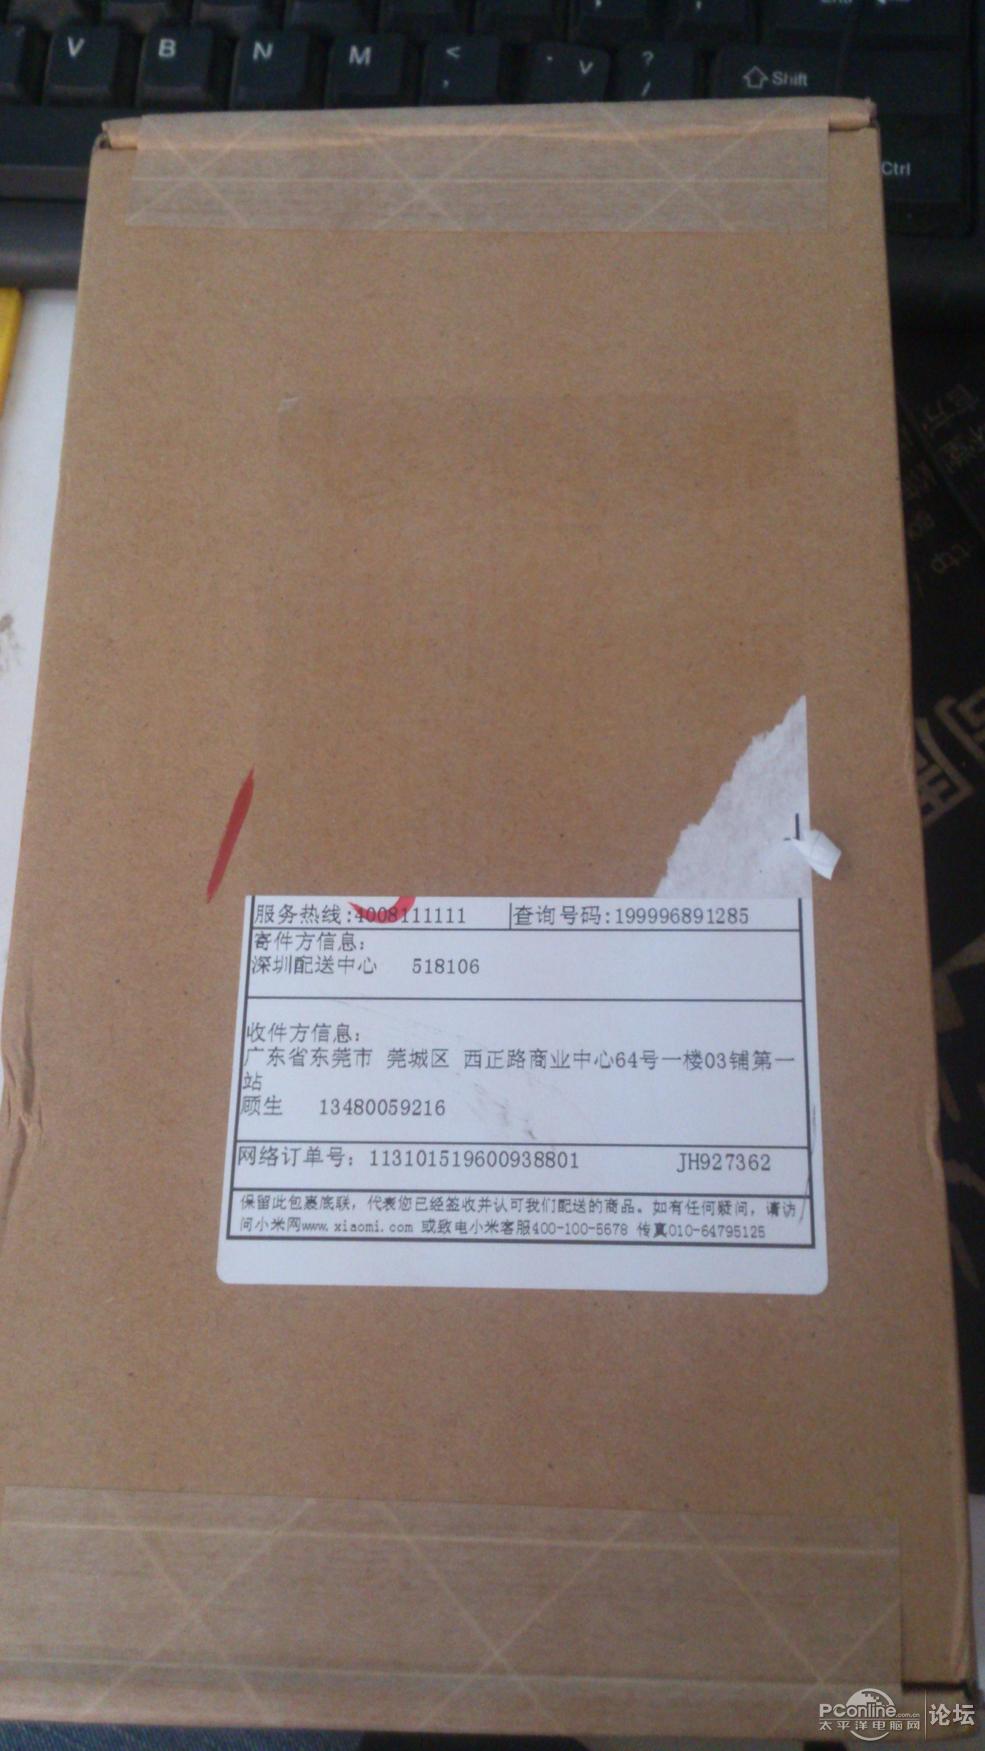 V B N M < , . ? / Shift
Ctrl
服务热线:4008111111 查询号码:199996891285
寄件方信息:
深圳配送中心 518106
收件方信息:
广东省东莞市 莞城区 西正路商业中心64号一楼03铺第一
站
顾生 13480059216
网络订单号: 113101519600938801 JH927362
保留此包裹底联，代表您已经签收并认可我们配送的商品。如有任何疑问，请访
问小米网www.xiaomi.com 或致电小米客服400-100-5678 传真010-64795125
PConline.com.cn 论坛
太平洋电脑网